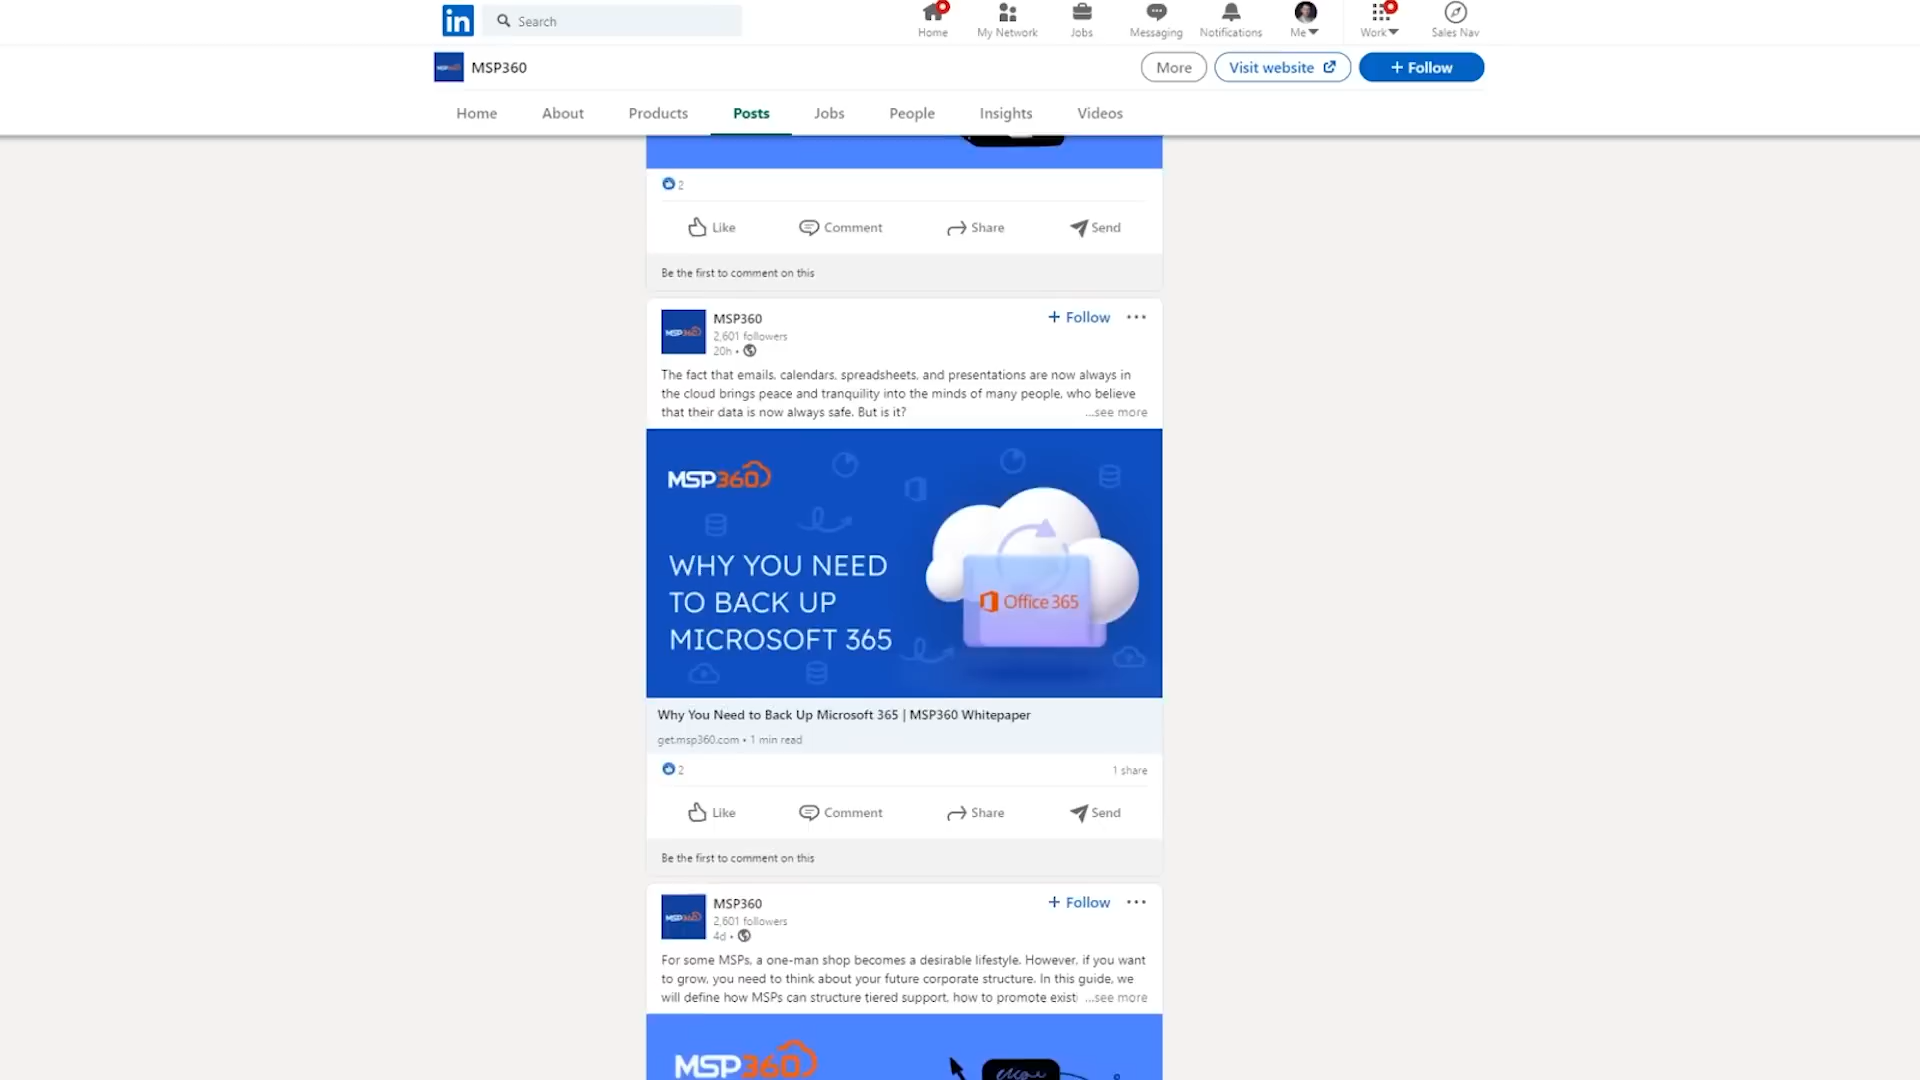 in
Search
Home
My Network
Jobs
Messaging
Notifications
Me
Work
Sales Nav
MSP360
MSP360
More
Visit website
+ Follow
Home
About
Products
Posts
Jobs
People
Insights
Videos
2
Like
Comment
Share
Send
Be the first to comment on this
MSP360
MSP360
+ Follow
2,601 followers
20h •
The fact that emails, calendars, spreadsheets, and presentations are now always in
the cloud brings peace and tranquility into the minds of many people, who believe
that their data is now always safe. But is it?
...see more
MSP360
WHY YOU NEED
TO BACK UP
MICROSOFT 365
Office 365
Why You Need to Back Up Microsoft 365 | MSP360 Whitepaper
get.msp360.com • 1 min read
2
1 share
Like
Comment
Share
Send
Be the first to comment on this
MSP360
MSP360
+ Follow
2,601 followers
4d •
For some MSPs, a one-man shop becomes a desirable lifestyle. However, if you want
to grow, you need to think about your future corporate structure. In this guide, we
will define how MSPs can structure tiered support, how to promote exist
...see more
MSP360